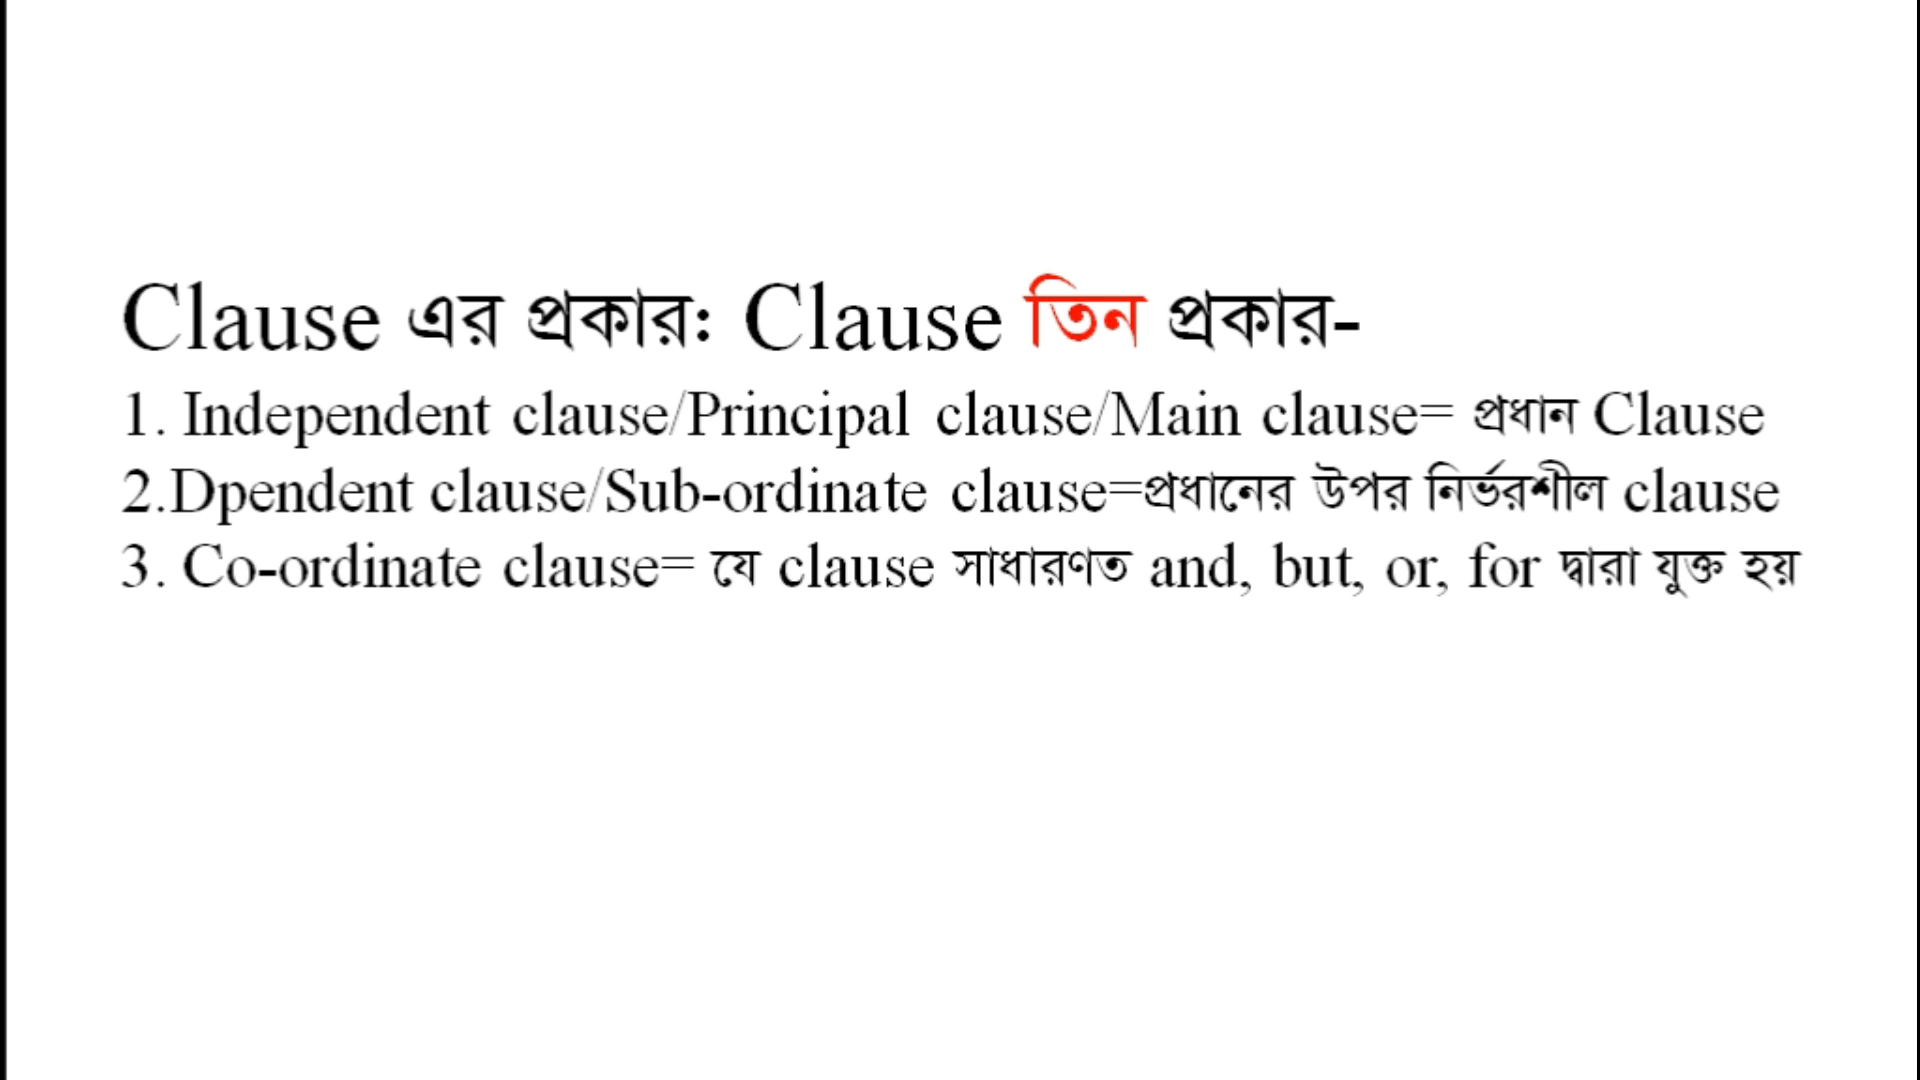 Clause এর প্রকারঃ Clause তিন প্রকার-
1. Independent clause/Principal clause/Main clause= প্রধান Clause
2.Dpendent clause/Sub-ordinate clause=প্রধানের উপর নির্ভরশীল clause
3. Co-ordinate clause= যে clause সাধারণত and, but, or, for দ্বারা যুক্ত হয়